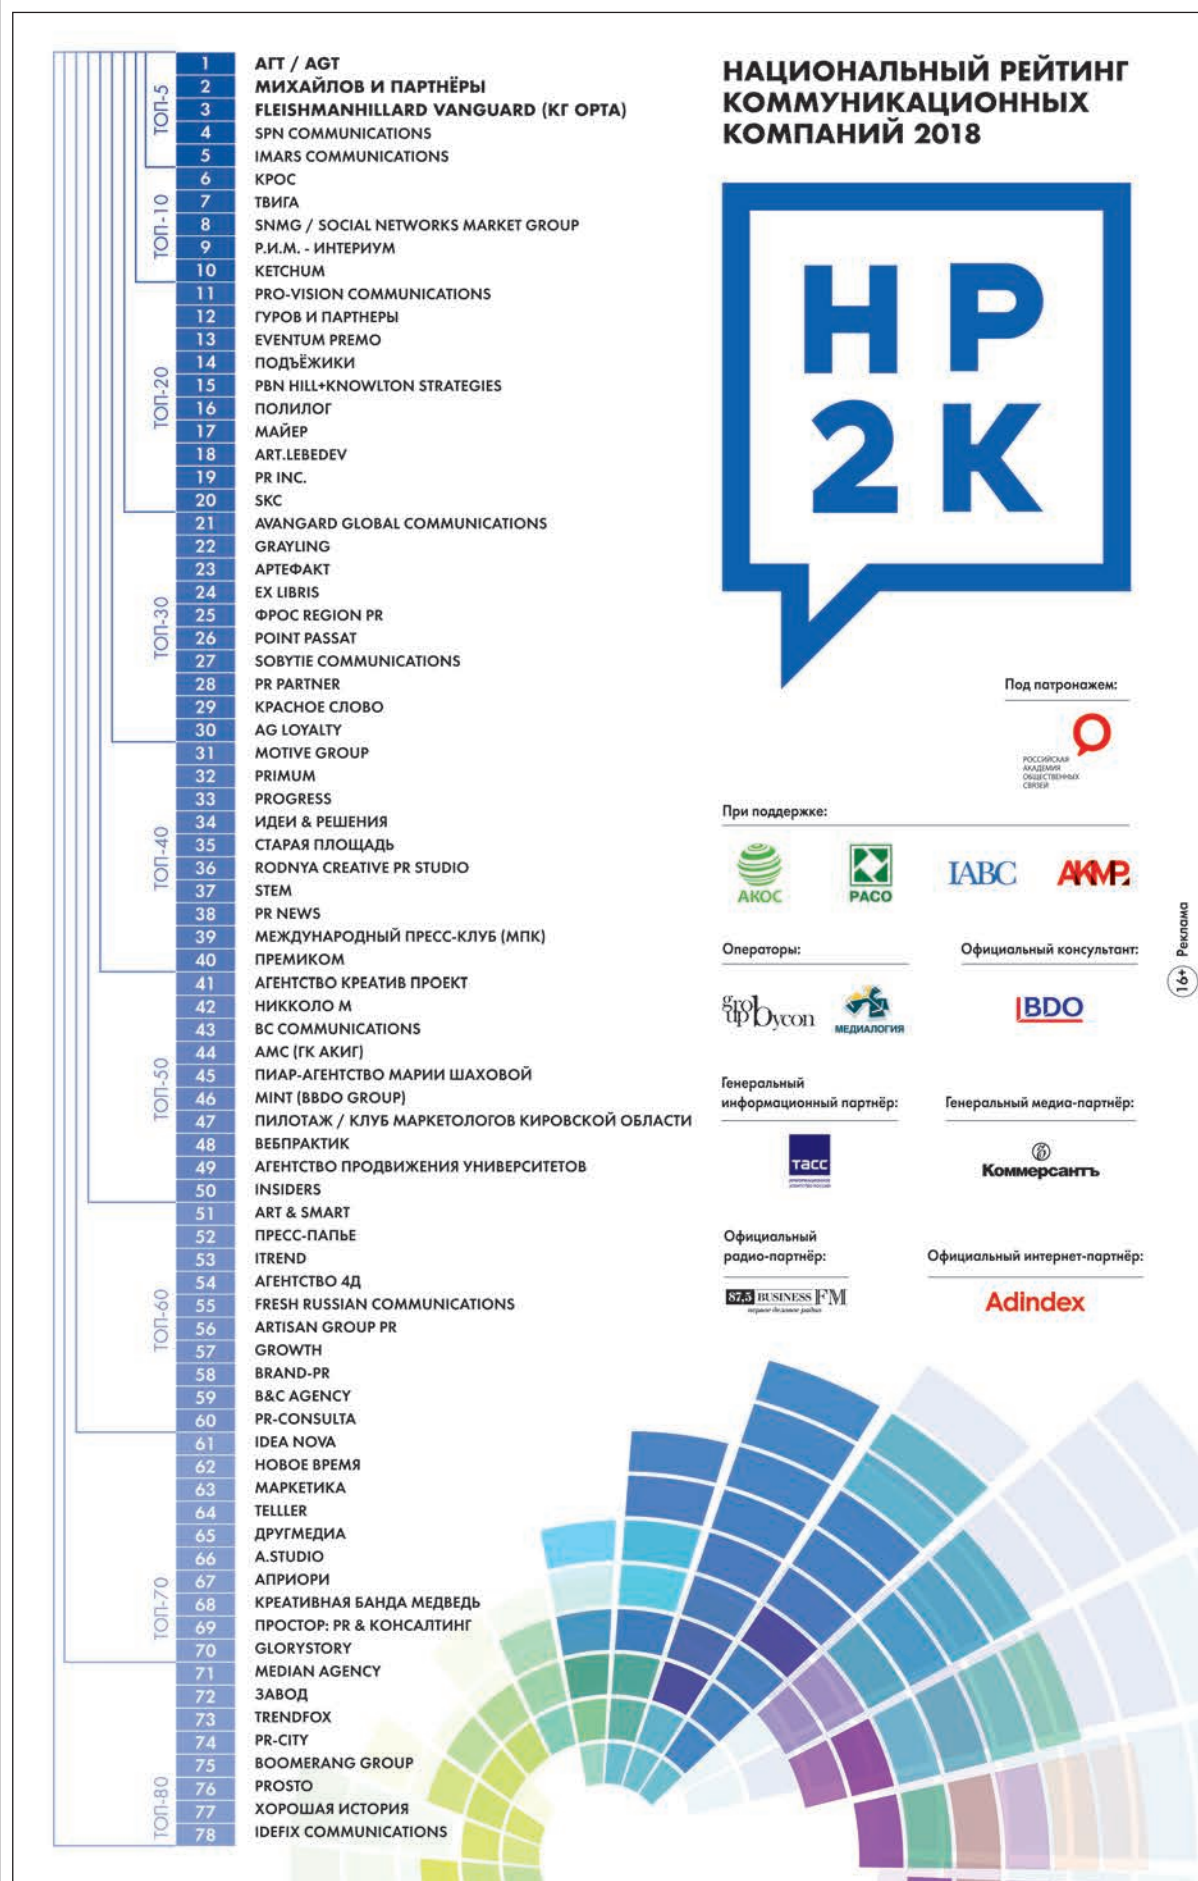 НАЦИОНАЛЬНЫЙ РЕЙТИНГ
КОММУНИКАЦИОННЫХ
КОМПАНИЙ 2018
НР
2К
ТОП-5
1 АГТ / AGT
2 МИХАЙЛОВ И ПАРТНЁРЫ
3 FLEISHMANHILLARD VANGUARD (КГ ОРТА)
4 SPN COMMUNICATIONS
5 IMARS COMMUNICATIONS
ТОП-10
6 КРОС
7 ТВИГА
8 SNMG / SOCIAL NETWORKS MARKET GROUP
9 Р.И.М. - ИНТЕРИУМ
10 KETCHUM
ТОП-20
11 PRO-VISION COMMUNICATIONS
12 ГУРОВ И ПАРТНЕРЫ
13 EVENTUM PREMO
14 ПОДЪЁЖИКИ
15 PBN HILL+KNOWLTON STRATEGIES
16 ПОЛИЛОГ
17 МАЙЕР
18 ART.LEBEDEV
19 PR INC.
20 SKC
ТОП-30
21 AVANGARD GLOBAL COMMUNICATIONS
22 GRAYLING
23 АРТЕФАКТ
24 EX LIBRIS
25 ФРОС REGION PR
26 POINT PASSAT
27 SOBYTIE COMMUNICATIONS
28 PR PARTNER
29 КРАСНОЕ СЛОВО
30 AG LOYALTY
ТОП-40
31 MOTIVE GROUP
32 PRIMUM
33 PROGRESS
34 ИДЕИ & РЕШЕНИЯ
35 СТАРАЯ ПЛОЩАДЬ
36 RODNYA CREATIVE PR STUDIO
37 STEM
38 PR NEWS
39 МЕЖДУНАРОДНЫЙ ПРЕСС-КЛУБ (МПК)
40 ПРЕМИКОМ
ТОП-50
41 АГЕНТСТВО КРЕАТИВ ПРОЕКТ
42 НИККОЛО М
43 BC COMMUNICATIONS
44 АМС (ГК АКИГ)
45 ПИАР-АГЕНТСТВО МАРИИ ШАХОВОЙ
46 MINT (BBDO GROUP)
47 ПИЛОТАЖ / КЛУБ МАРКЕТОЛОГОВ КИРОВСКОЙ ОБЛАСТИ
48 ВЕБПРАКТИК
49 АГЕНТСТВО ПРОДВИЖЕНИЯ УНИВЕРСИТЕТОВ
50 INSIDERS
ТОП-60
51 ART & SMART
52 ПРЕСС-ПАПЬЕ
53 ITREND
54 АГЕНТСТВО 4Д
55 FRESH RUSSIAN COMMUNICATIONS
56 ARTISAN GROUP PR
57 GROWTH
58 BRAND-PR
59 B&C AGENCY
60 PR-CONSULTA
ТОП-70
61 IDEA NOVA
62 НОВОЕ ВРЕМЯ
63 МАРКЕТИКА
64 TELLLER
65 ДРУГМЕДИА
66 A.STUDIO
67 АПРИОРИ
68 КРЕАТИВНАЯ БАНДА МЕДВЕДЬ
69 ПРОСТОР: PR & КОНСАЛТИНГ
70 GLORYSTORY
ТОП-80
71 MEDIAN AGENCY
72 ЗАВОД
73 TRENDFOX
74 PR-CITY
75 BOOMERANG GROUP
76 PROSTO
77 ХОРОШАЯ ИСТОРИЯ
78 IDEFIX COMMUNICATIONS
Под патронажем:
РОССИЙСКАЯ
АКАДЕМИЯ
ОБЩЕСТВЕННЫХ
СВЯЗЕЙ
При поддержке:
АКОС
РАСО
IABC
АКМР
Операторы:
group bycon
МЕДИАЛОГИЯ
Официальный консультант:
BDO
Генеральный
информационный партнёр:
ТАСС
ИНФОРМАЦИОННОЕ
АГЕНТСТВО РОССИИ
Генеральный медиа-партнёр:
Коммерсантъ
Официальный
радио-партнёр:
87,5 BUSINESS FM
первое деловое радио
Официальный интернет-партнёр:
Adindex
16+ Реклама